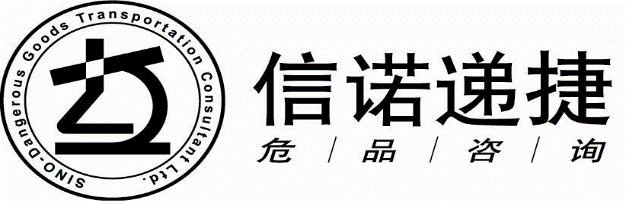 SINO-Dangerous Goods Transportation Consultant Ltd.
信诺递捷
危/品/咨/询